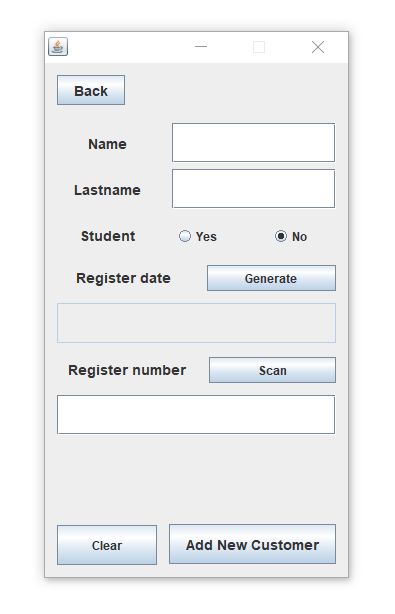 Back
Name
Lastname
Student Yes No
Register date Generate
Register number Scan
Clear Add New Customer